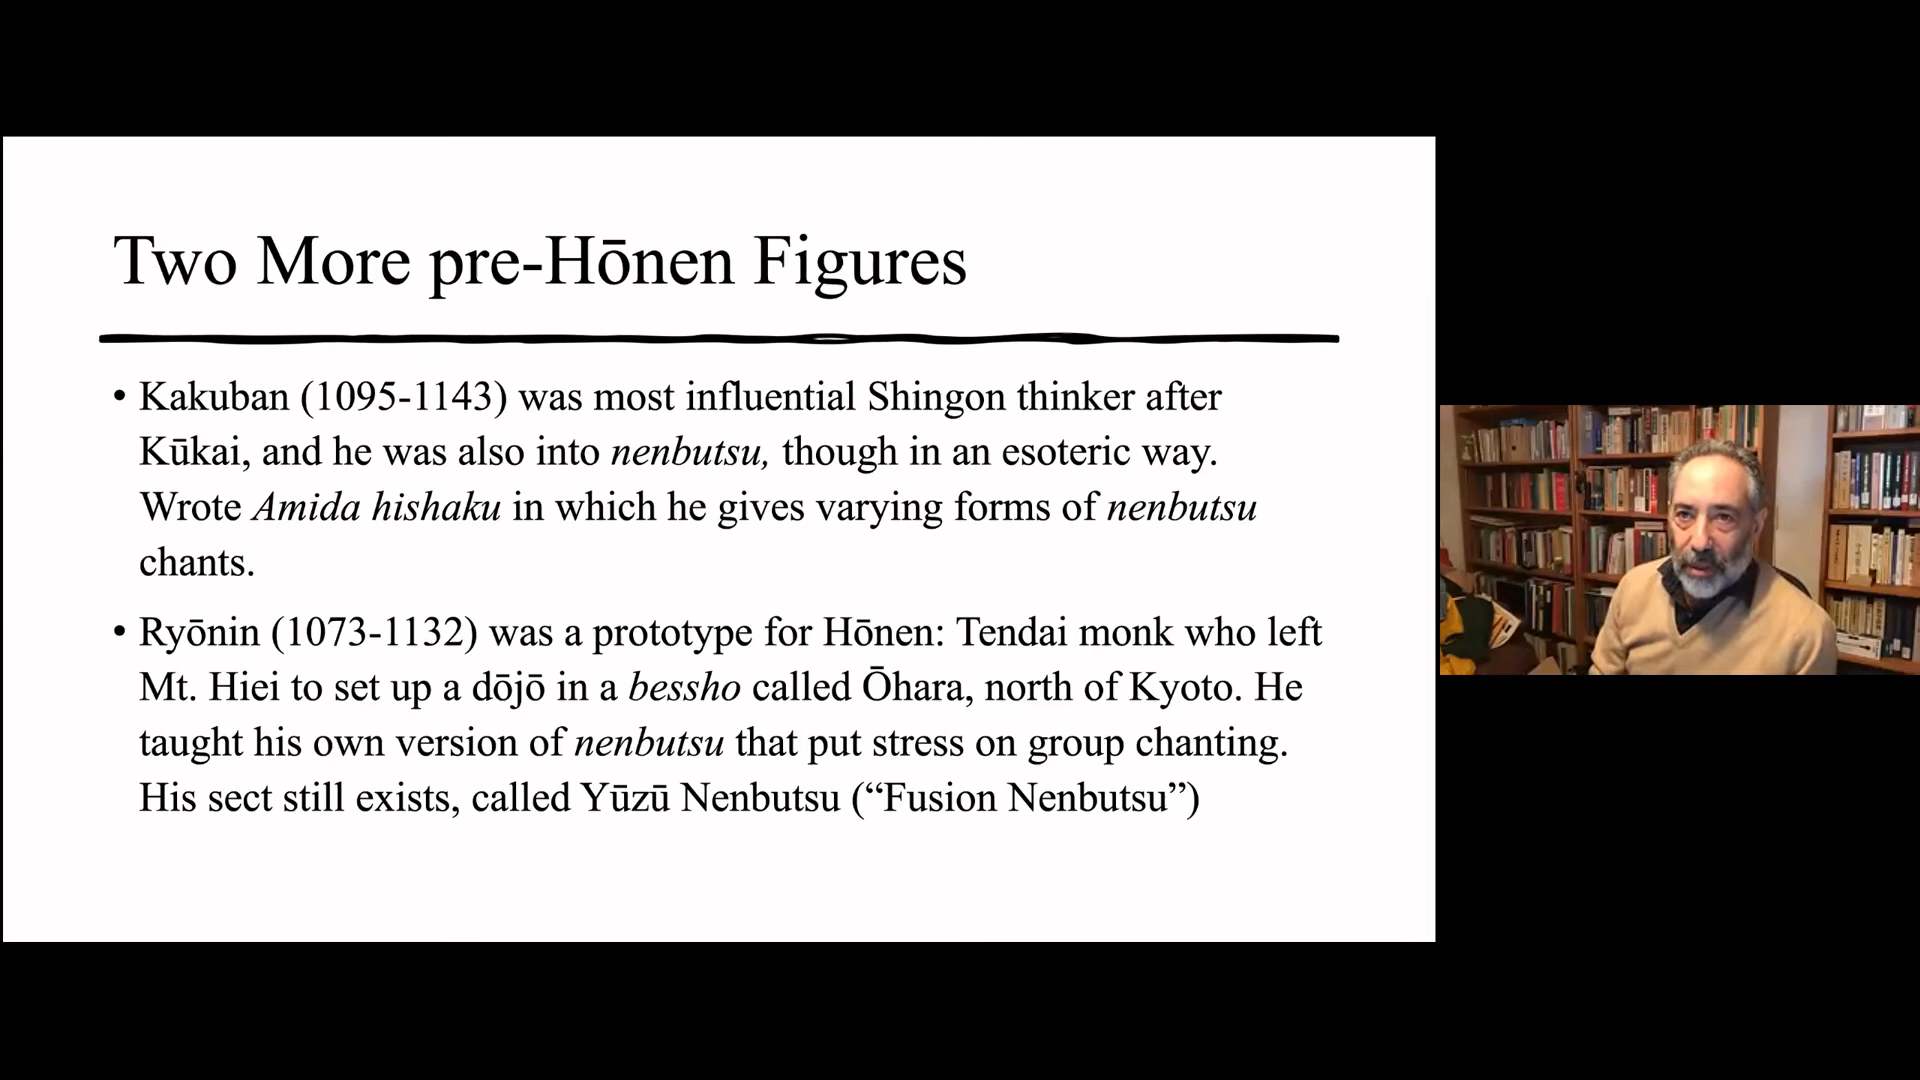 Two More pre-Hōnen Figures
• Kakuban (1095-1143) was most influential Shingon thinker after
Kūkai, and he was also into nenbutsu, though in an esoteric way.
Wrote Amida hishaku in which he gives varying forms of nenbutsu
chants.
• Ryōnin (1073-1132) was a prototype for Hōnen: Tendai monk who left
Mt. Hiei to set up a dōjō in a bessho called Ōhara, north of Kyoto. He
taught his own version of nenbutsu that put stress on group chanting.
His sect still exists, called Yūzū Nenbutsu (“Fusion Nenbutsu”)